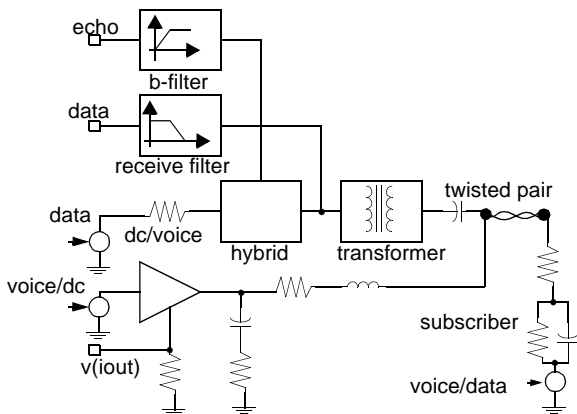 echo
b-filter
data
receive filter
twisted pair
data
dc/voice
hybrid
transformer
voice/dc
subscriber
v(iout)
voice/data